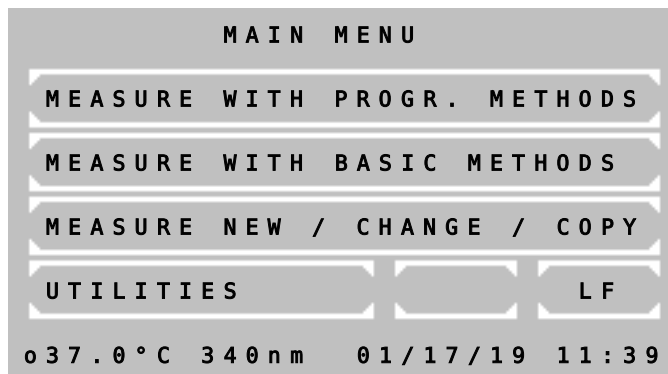 MAIN MENU
MEASURE WITH PROGR. METHODS
MEASURE WITH BASIC METHODS
MEASURE NEW / CHANGE / COPY
UTILITIES LF
o37.0°C 340nm 01/17/19 11:39